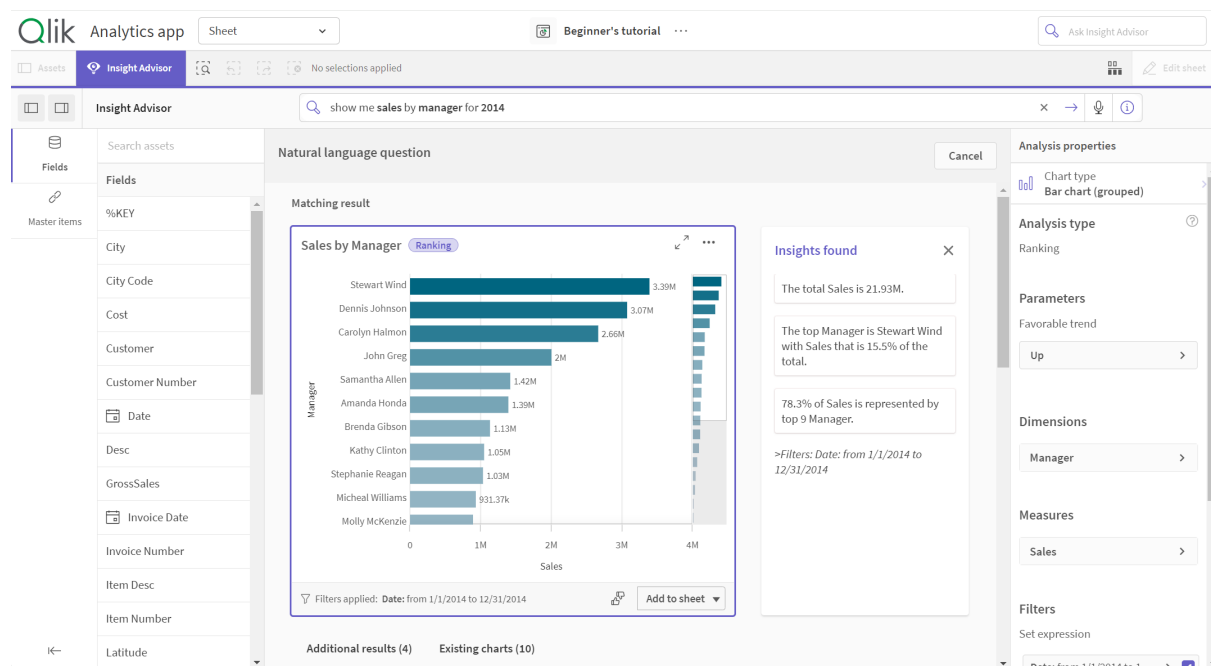 Qlik Analytics app Sheet Beginner's tutorial ··· Ask Insight Advisor
Assets Insight Advisor No selections applied Edit sheet
Insight Advisor show me sales by manager for 2014
Fields
Master items
Search assets
Fields
%KEY
City
City Code
Cost
Customer
Customer Number
Date
Desc
GrossSales
Invoice Date
Invoice Number
Item Desc
Item Number
Latitude
Natural language question Cancel
Matching result
Sales by Manager Ranking
Manager
Stewart Wind 3.39M
Dennis Johnson 3.07M
Carolyn Halmon 2.66M
John Greg 2M
Samantha Allen 1.42M
Amanda Honda 1.39M
Brenda Gibson 1.13M
Kathy Clinton 1.05M
Stephanie Reagan 1.03M
Micheal Williams 931.37k
Molly McKenzie
0 1M 2M 3M 4M
Sales
Filters applied: Date: from 1/1/2014 to 12/31/2014 Add to sheet
Additional results (4) Existing charts (10)
Insights found
The total Sales is 21.93M.
The top Manager is Stewart Wind
with Sales that is 15.5% of the
total.
78.3% of Sales is represented by
top 9 Manager.
>Filters: Date: from 1/1/2014 to
12/31/2014
Analysis properties
Chart type
Bar chart (grouped)
Analysis type
Ranking
Parameters
Favorable trend
Up
Dimensions
Manager
Measures
Sales
Filters
Set expression
Date: from 1/1/2014 to 1